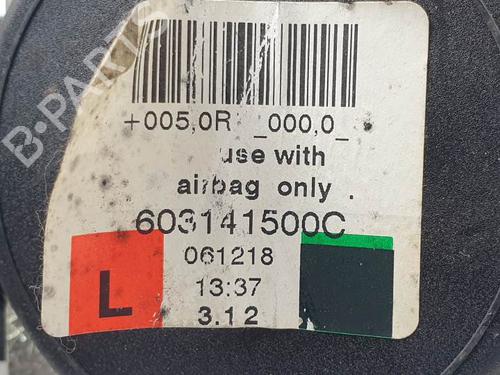 B-PARTS
+005,0R _000,0_
use with
airbag only .
603141500C
061218
L
13:37
3.12